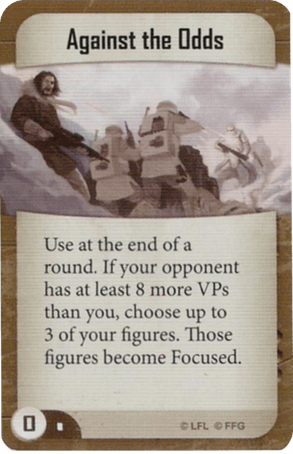 Against the Odds
Use at the end of a
round. If your opponent
has at least 8 more VPs
than you, choose up to
3 of your figures. Those
figures become Focused.
0
© LFL © FFG